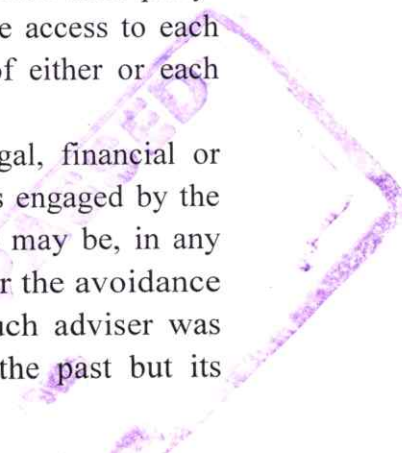 e access to each
of either or each
gal, financial or
s engaged by the
may be, in any
r the avoidance
uch adviser was
the past but its